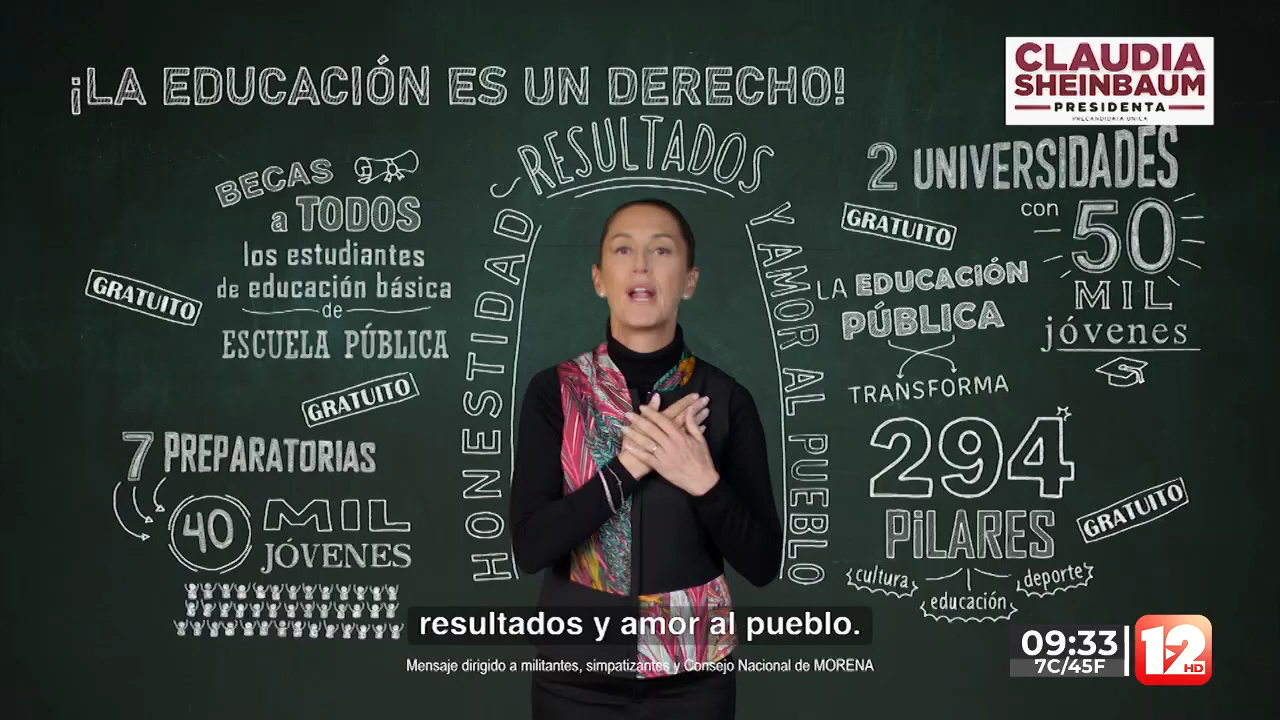 ¡LA EDUCACIÓN ES UN DERECHO!
CLAUDIA
SHEINBAUM
PRESIDENTA
PRECANDIDATA ÚNICA
BECAS
a TODOS
los estudiantes
de educación básica
de
ESCUELA PÚBLICA
GRATUITO
GRATUITO
7 PREPARATORIAS
40 MIL
JÓVENES
HONESTIDAD
RESULTADOS
Y AMOR AL PUEBLO
2 UNIVERSIDADES
con 50
MIL
jóvenes
GRATUITO
LA EDUCACIÓN
PÚBLICA
TRANSFORMA
294
PiLARES
GRATUITO
cultura
educación
deporte
resultados y amor al pueblo.
Mensaje dirigido a militantes, simpatizantes y Consejo Nacional de MORENA
09:33
7C/45F
12
HD